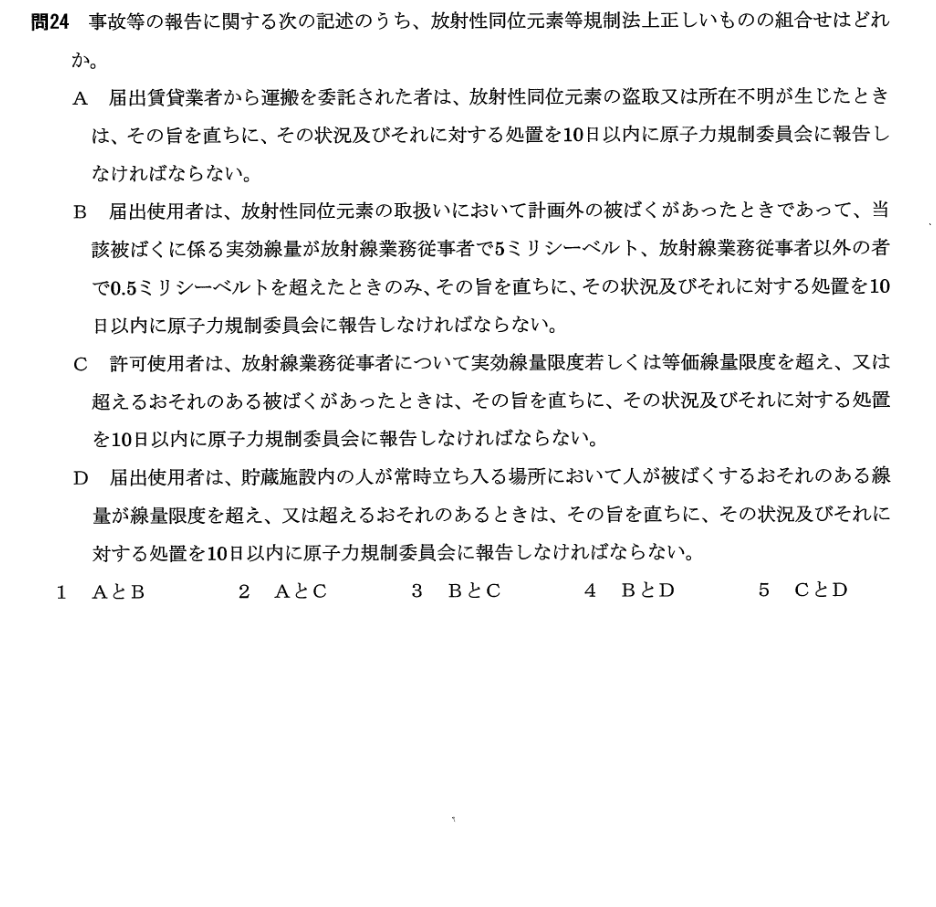 問24 事故等の報告に関する次の記述のうち、放射性同位元素等規制法上正しいものの組合せはどれ
か。
A 届出賃貸業者から運搬を委託された者は、放射性同位元素の盗取又は所在不明が生じたとき
は、その旨を直ちに、その状況及びそれに対する処置を10日以内に原子力規制委員会に報告し
なければならない。
B 届出使用者は、放射性同位元素の取扱いにおいて計画外の被ばくがあったときであって、当
該被ばくに係る実効線量が放射線業務従事者で5ミリシーベルト、放射線業務従事者以外の者
で0.5ミリシーベルトを超えたときのみ、その旨を直ちに、その状況及びそれに対する処置を10
日以内に原子力規制委員会に報告しなければならない。
C 許可使用者は、放射線業務従事者について実効線量限度若しくは等価線量限度を超え、又は
超えるおそれのある被ばくがあったときは、その旨を直ちに、その状況及びそれに対する処置
を10日以内に原子力規制委員会に報告しなければならない。
D 届出使用者は、貯蔵施設内の人が常時立ち入る場所において人が被ばくするおそれのある線
量が線量限度を超え、又は超えるおそれのあるときは、その旨を直ちに、その状況及びそれに
対する処置を10日以内に原子力規制委員会に報告しなければならない。
1 AとB 2 AとC 3 BとC 4 BとD 5 CとD